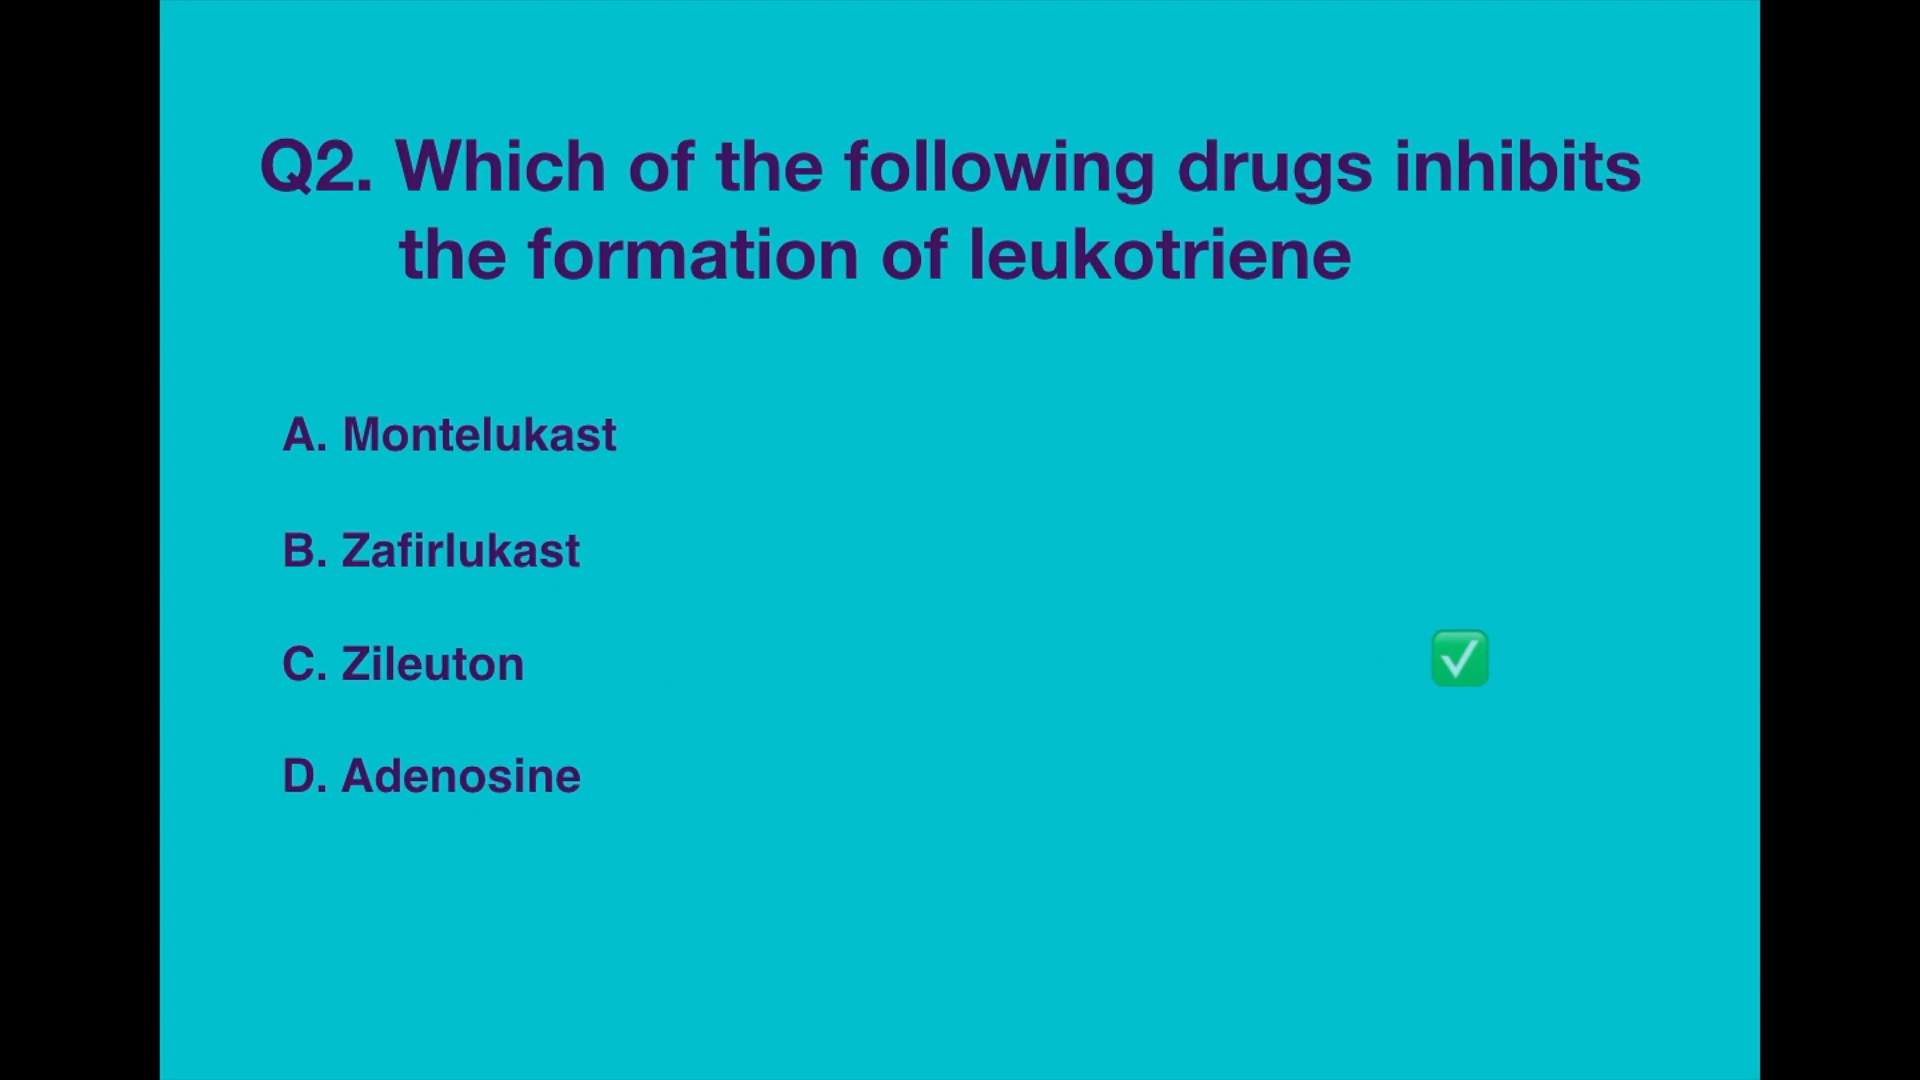 Q2. Which of the following drugs inhibits
the formation of leukotriene
A. Montelukast
B. Zafirlukast
C. Zileuton
D. Adenosine